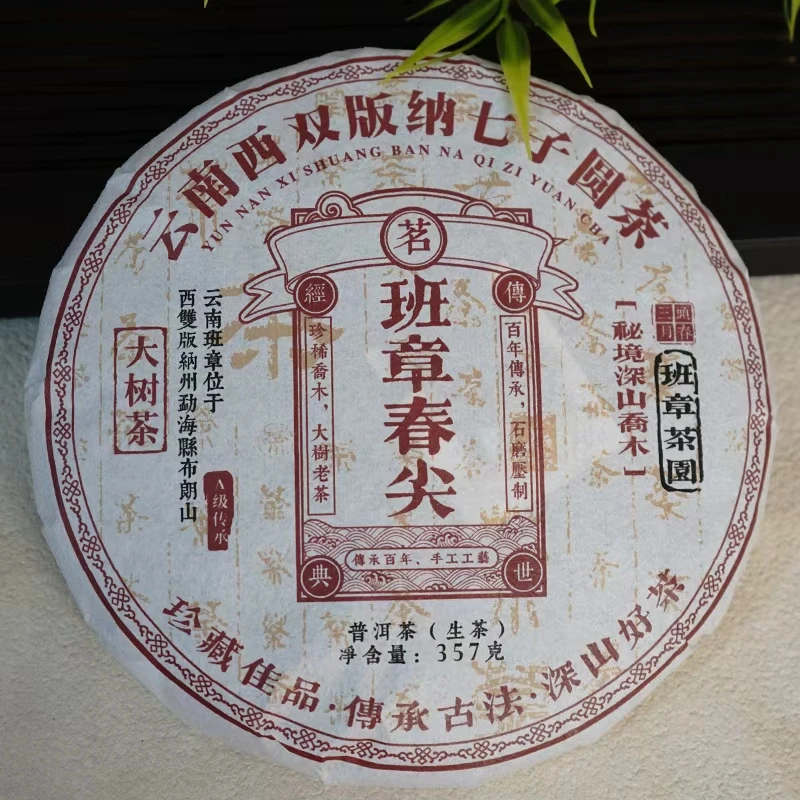 云南西双版纳七子圆茶
YUN NAN XI SHUANG BAN NA QI ZI YUAN CHA
茗
經
傳
班章春尖
珍稀喬木，大樹老茶
百年傳承，石磨壓制
傳承百年、手工工藝
典
世
大树茶
云南班章位于
西雙版納州勐海縣布朗山
A级传承
頭春
三月
[秘境深山喬木]
班章茶園
普洱茶（生茶）
净含量：357克
珍藏佳品·傳承古法·深山好茶